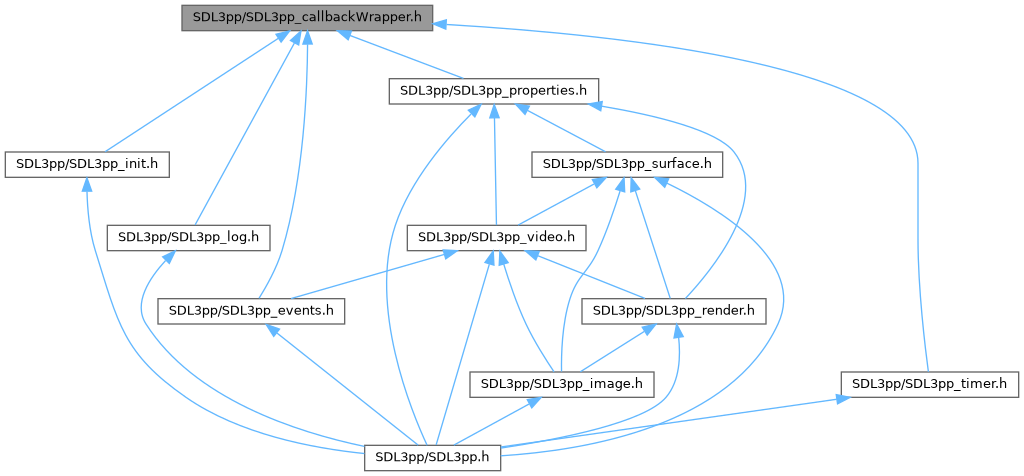 SDL3pp/SDL3pp_callbackWrapper.h
SDL3pp/SDL3pp_properties.h
SDL3pp/SDL3pp_init.h
SDL3pp/SDL3pp_surface.h
SDL3pp/SDL3pp_log.h
SDL3pp/SDL3pp_video.h
SDL3pp/SDL3pp_events.h
SDL3pp/SDL3pp_render.h
SDL3pp/SDL3pp_image.h
SDL3pp/SDL3pp_timer.h
SDL3pp/SDL3pp.h